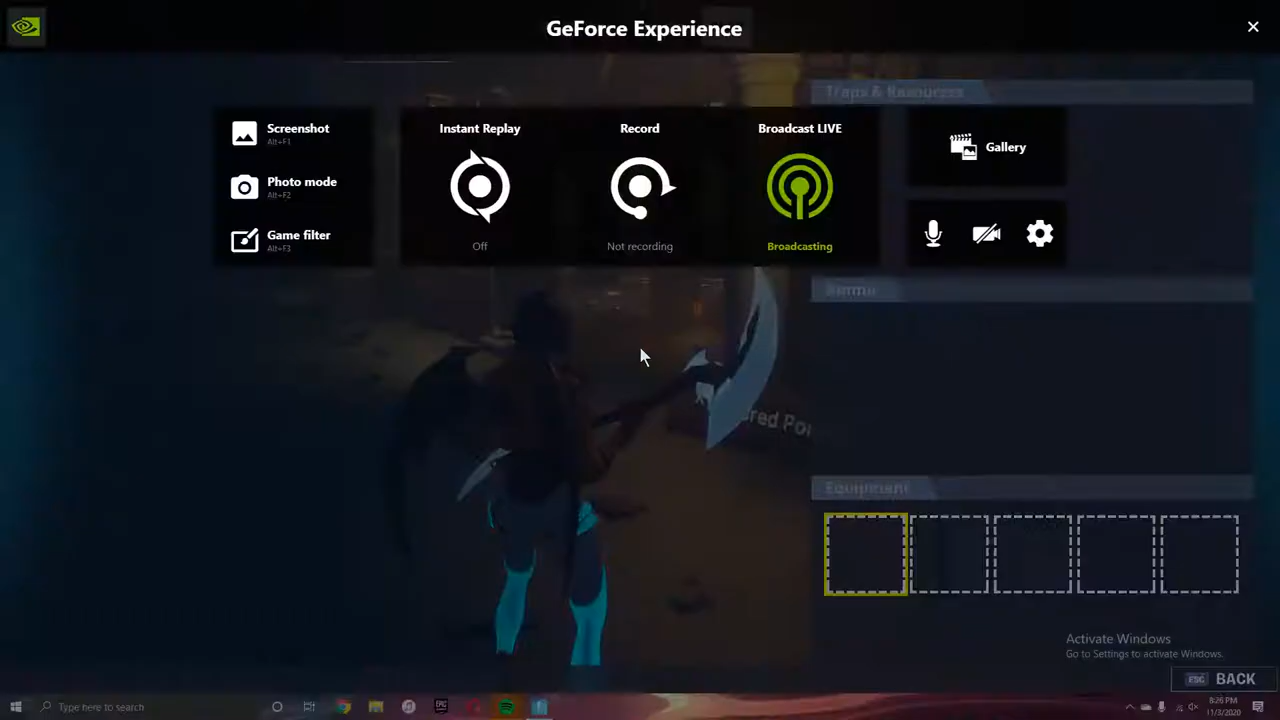 GeForce Experience
Traps & Resources
Screenshot
Alt+F1
Photo mode
Alt+F2
Game filter
Alt+F3
Instant Replay
Off
Record
Not recording
Broadcast LIVE
Broadcasting
Gallery
Ammo
Equipment
Activate Windows
Go to Settings to activate Windows.
ESC BACK
Type here to search
EPIC
8:26 PM
11/3/2020